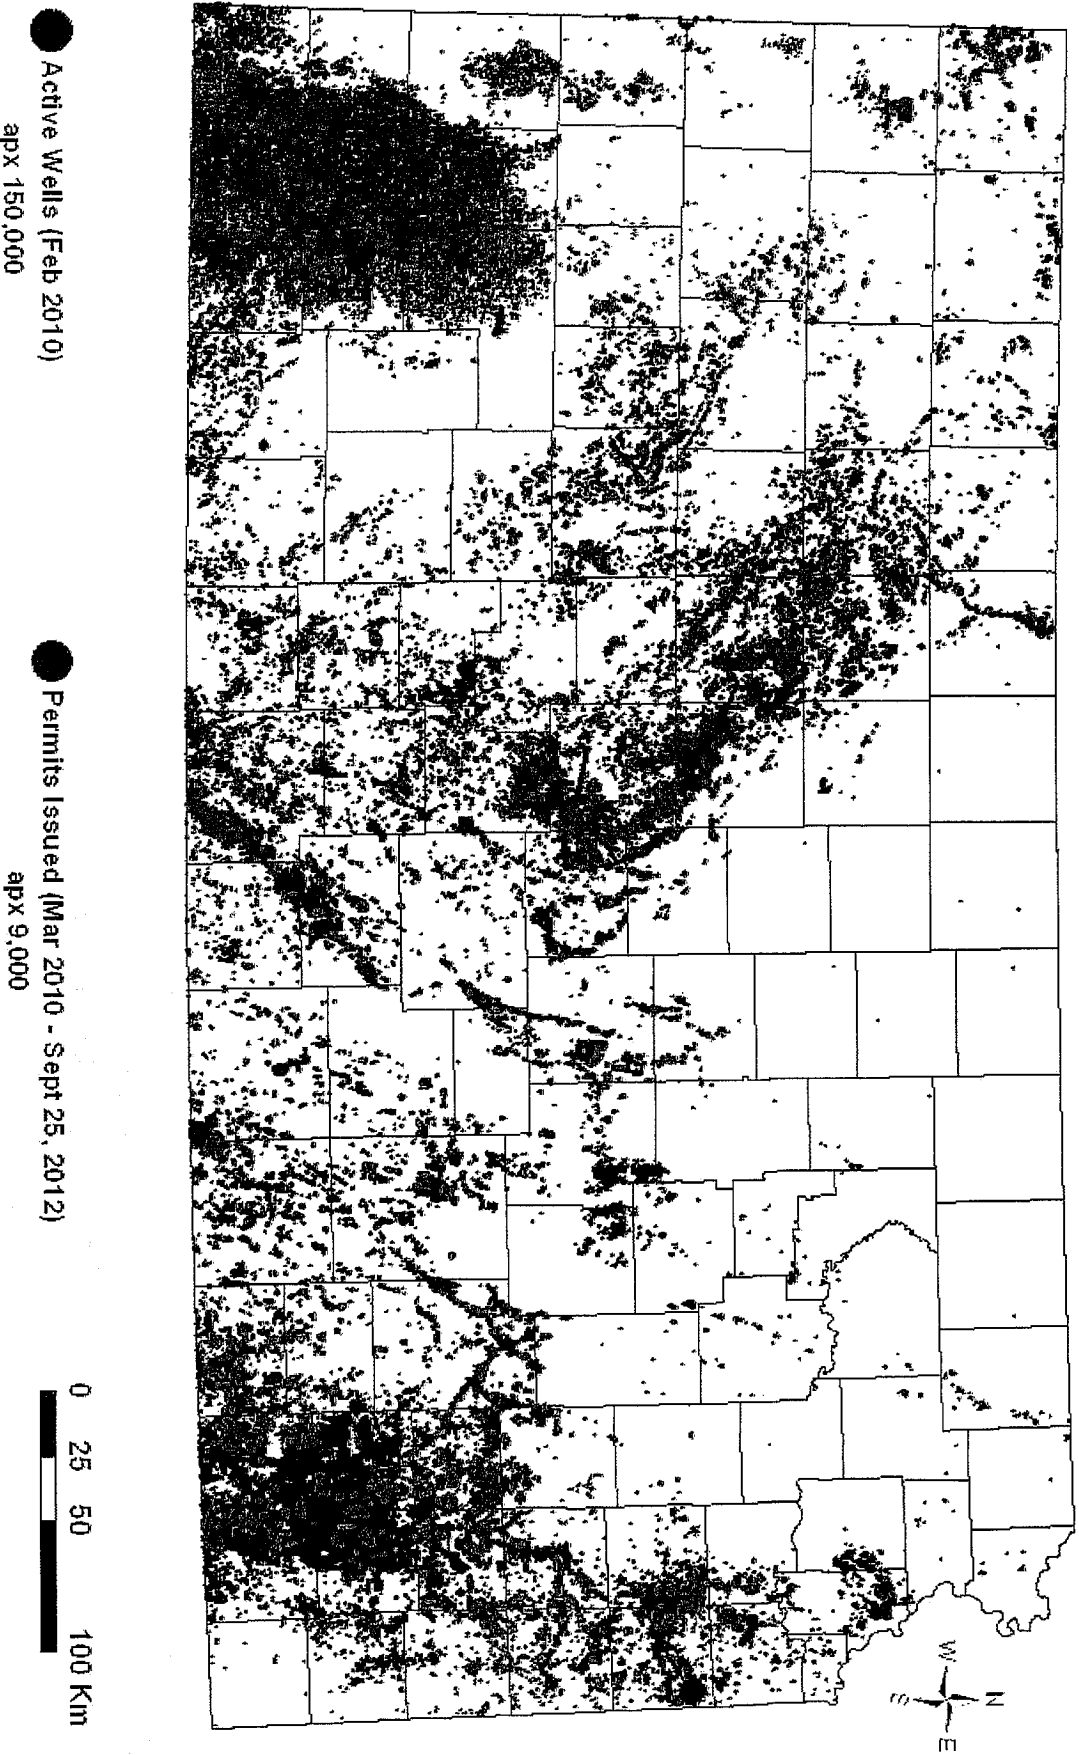 N
W
E
S
Active Wells (Feb 2010)
apx 150,000
Permits Issued (Mar 2010 - Sept 25, 2012)
apx 9,000
0 25 50 100 Km